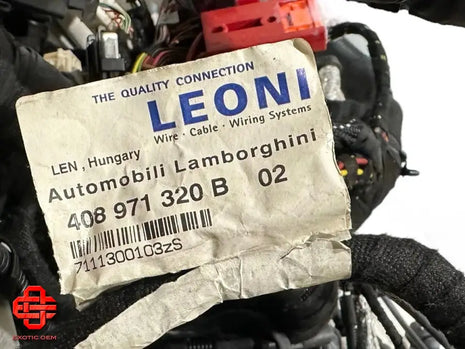 THE QUALITY CONNECTION
LEONI
Wire · Cable · Wiring Systems
LEN , Hungary
Automobili Lamborghini
408 971 320 B 02
7111300103zS
EXOTIC OEM